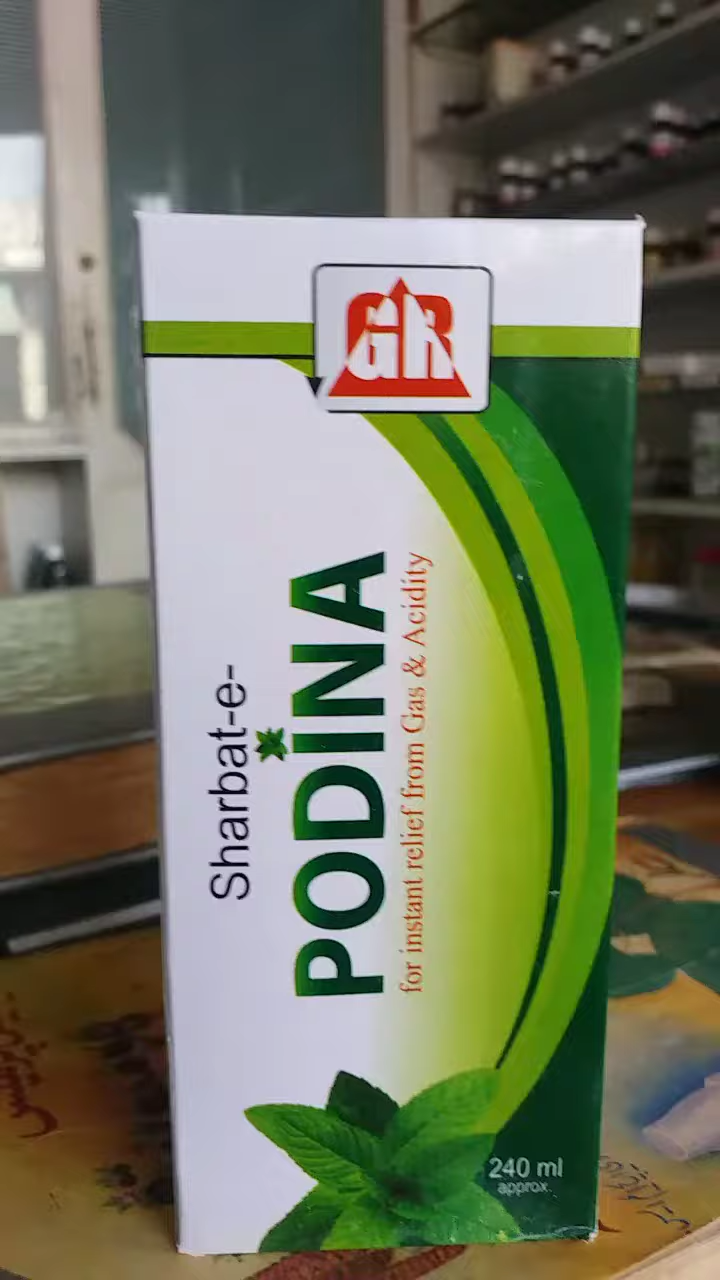 GR
Sharbat-e-
PODINA
for instant relief from Gas & Acidity
240 ml
approx.